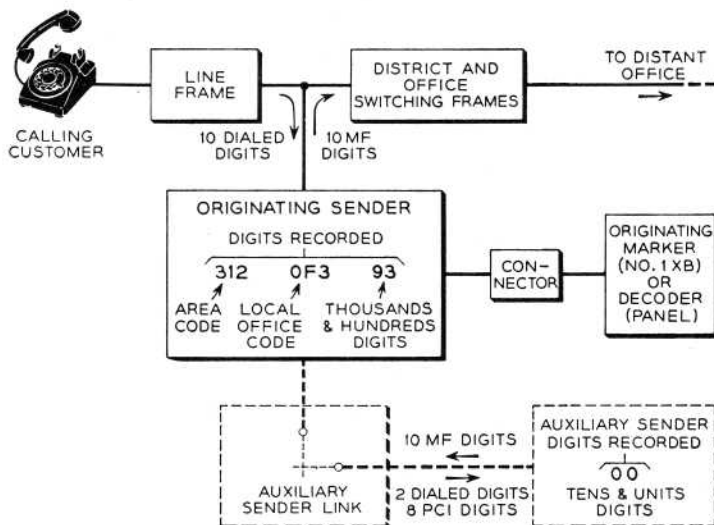 CALLING
CUSTOMER
LINE
FRAME
DISTRICT AND
OFFICE
SWITCHING FRAMES
TO DISTANT
OFFICE
10 DIALED
DIGITS
10 MF
DIGITS
ORIGINATING SENDER
DIGITS RECORDED
312 0F3 93
AREA
CODE
LOCAL
OFFICE
CODE
THOUSANDS
& HUNDREDS
DIGITS
CON-
NECTOR
ORIGINATING
MARKER
(NO. 1 XB)
OR
DECODER
(PANEL)
AUXILIARY
SENDER LINK
10 MF DIGITS
2 DIALED DIGITS
8 PCI DIGITS
AUXILIARY SENDER
DIGITS RECORDED
00
TENS & UNITS
DIGITS